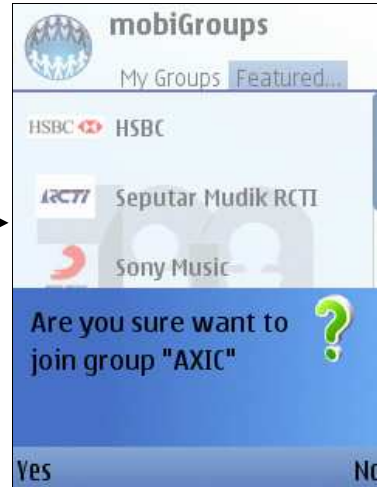 mobiGroups
My Groups Featured...
HSBC HSBC
RCTI Seputar Mudik RCTI
Sony Music
Are you sure want to
join group "AXIC"
Yes No